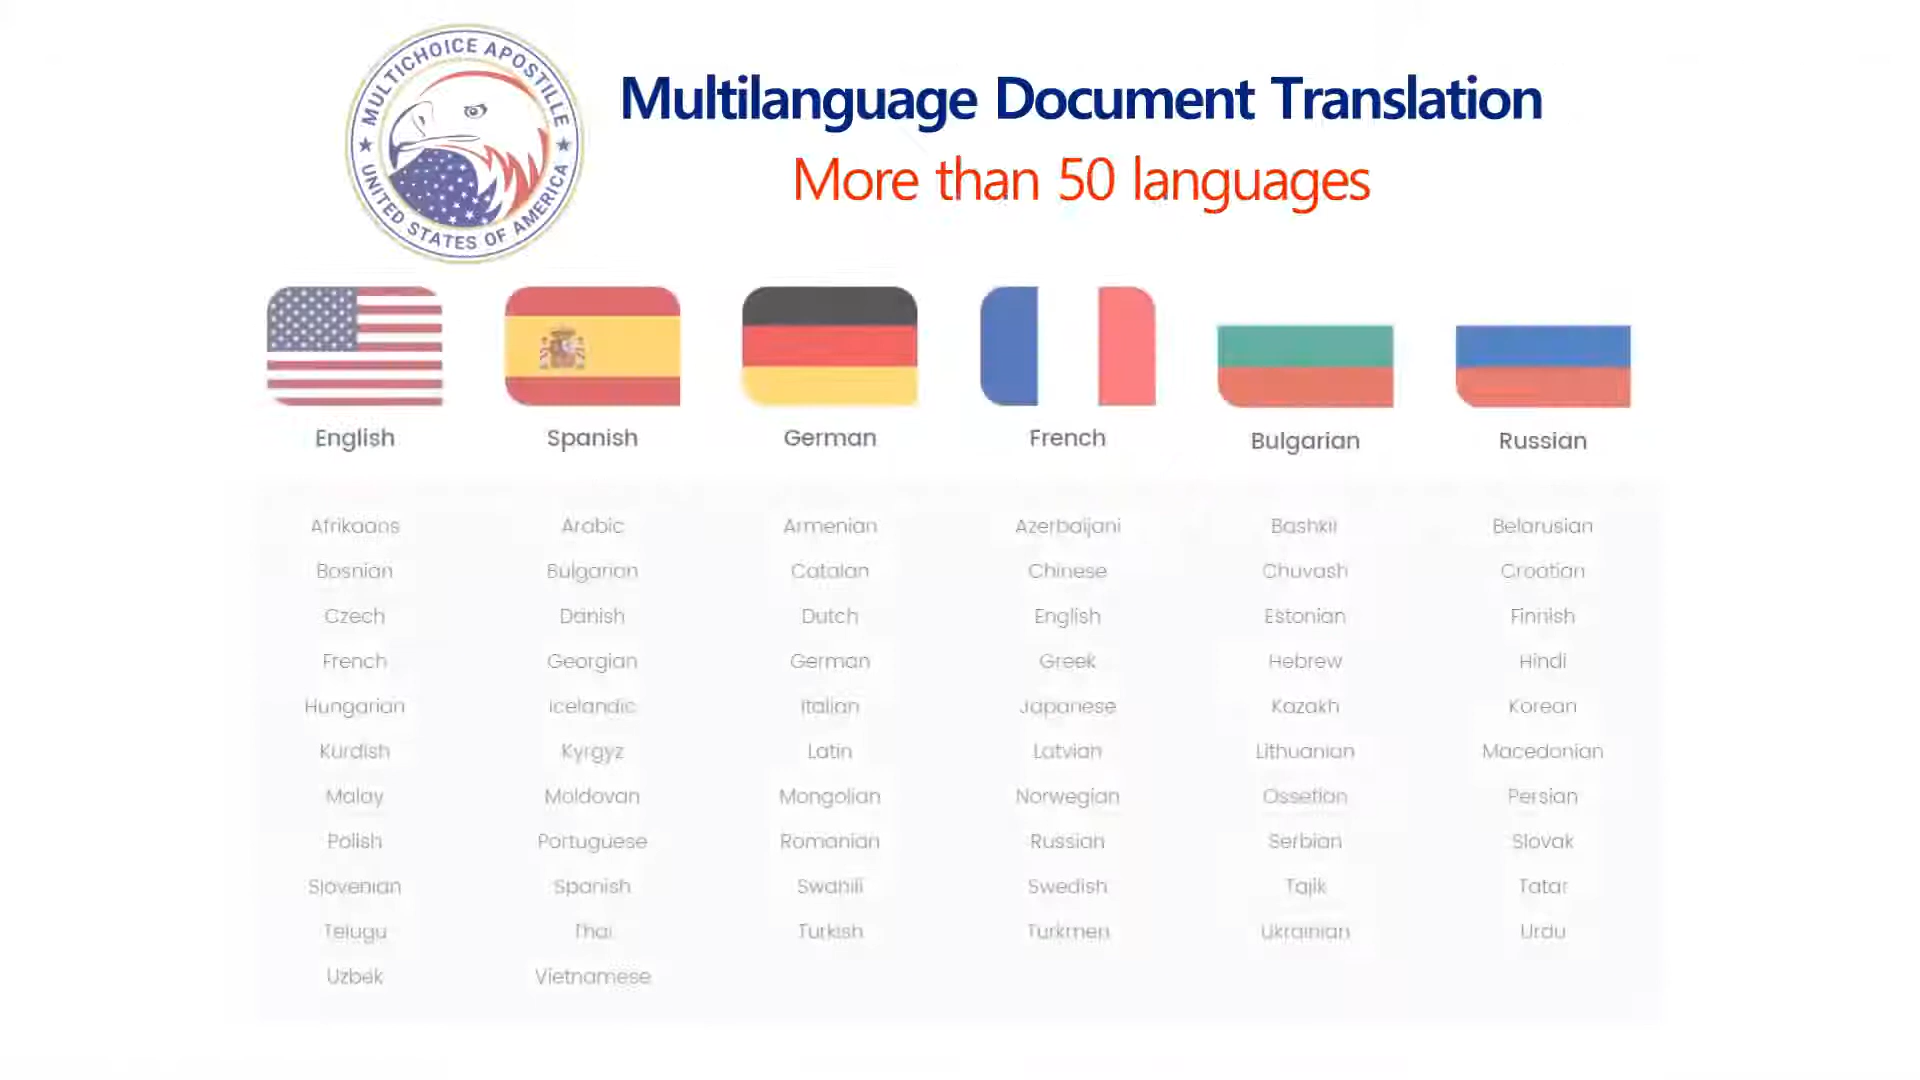 MULTICHOICE APOSTILLE
UNITED STATES OF AMERICA
Multilanguage Document Translation
More than 50 languages
English Spanish German French Bulgarian Russian
Afrikaans Arabic Armenian Azerbaijani Bashkir Belarusian
Bosnian Bulgarian Catalan Chinese Chuvash Croatian
Czech Danish Dutch English Estonian Finnish
French Georgian German Greek Hebrew Hindi
Hungarian Icelandic Italian Japanese Kazakh Korean
Kurdish Kyrgyz Latin Latvian Lithuanian Macedonian
Malay Moldovan Mongolian Norwegian Ossetian Persian
Polish Portuguese Romanian Russian Serbian Slovak
Slovenian Spanish Swahili Swedish Tajik Tatar
Telugu Thai Turkish Turkmen Ukrainian Urdu
Uzbek Vietnamese